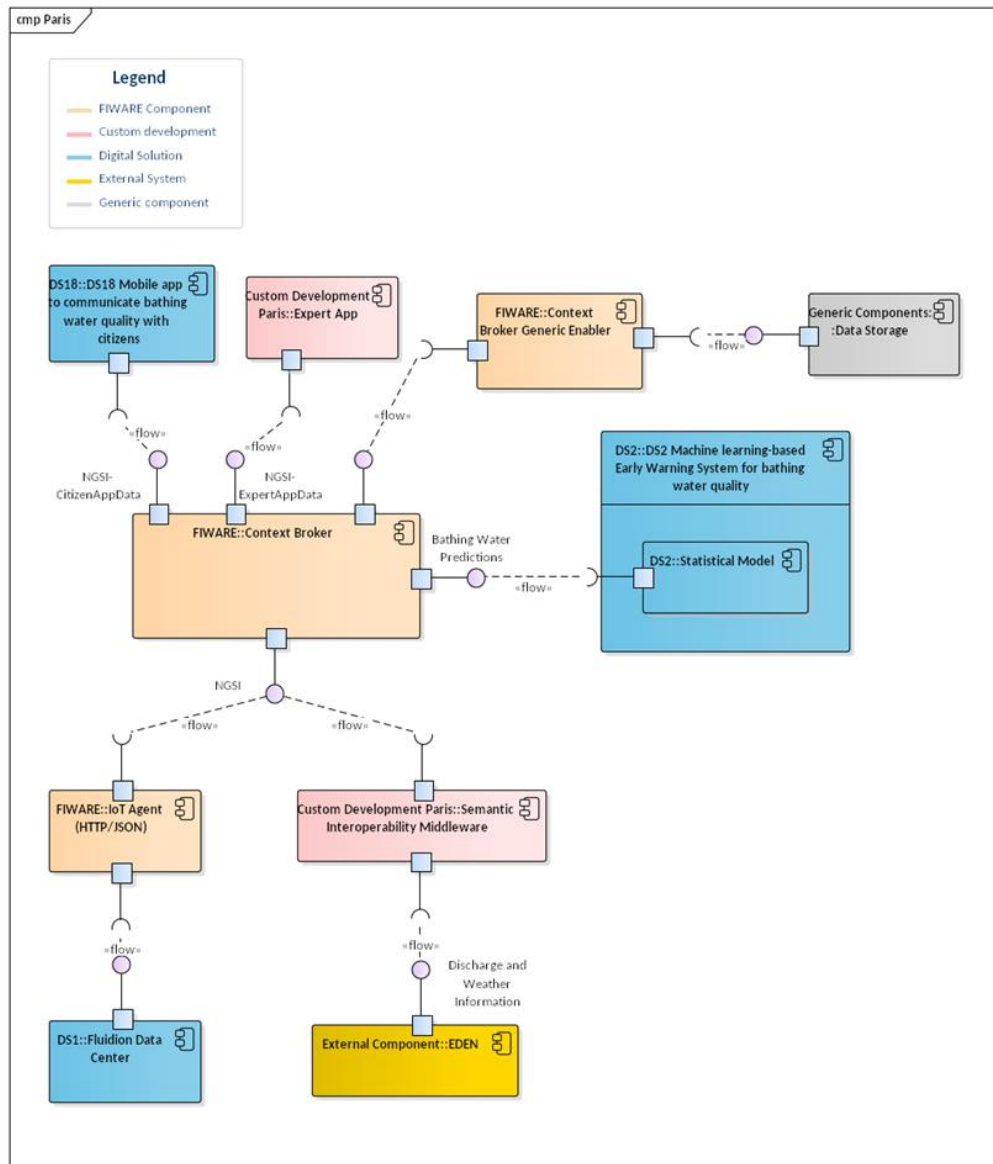 cmp Paris
Legend
FIWARE Component
Custom development
Digital Solution
External System
Generic component
DS18::DS18 Mobile app
to communicate bathing
water quality with
citizens
Custom Development
Paris::Expert App
FIWARE::Context
Broker Generic Enabler
Generic Components:
:Data Storage
«flow»
«flow»
«flow»
«flow»
NGSI-
CitizenAppData
NGSI-
ExpertAppData
DS2::DS2 Machine learning-based
Early Warning System for bathing
water quality
DS2::Statistical Model
FIWARE::Context Broker
Bathing Water
Predictions
«flow»
NGSI
«flow»
«flow»
FIWARE::IoT Agent
(HTTP/JSON)
Custom Development Paris::Semantic
Interoperability Middleware
«flow»
«flow»
Discharge and
Weather
Information
DS1::Fluidion Data
Center
External Component::EDEN